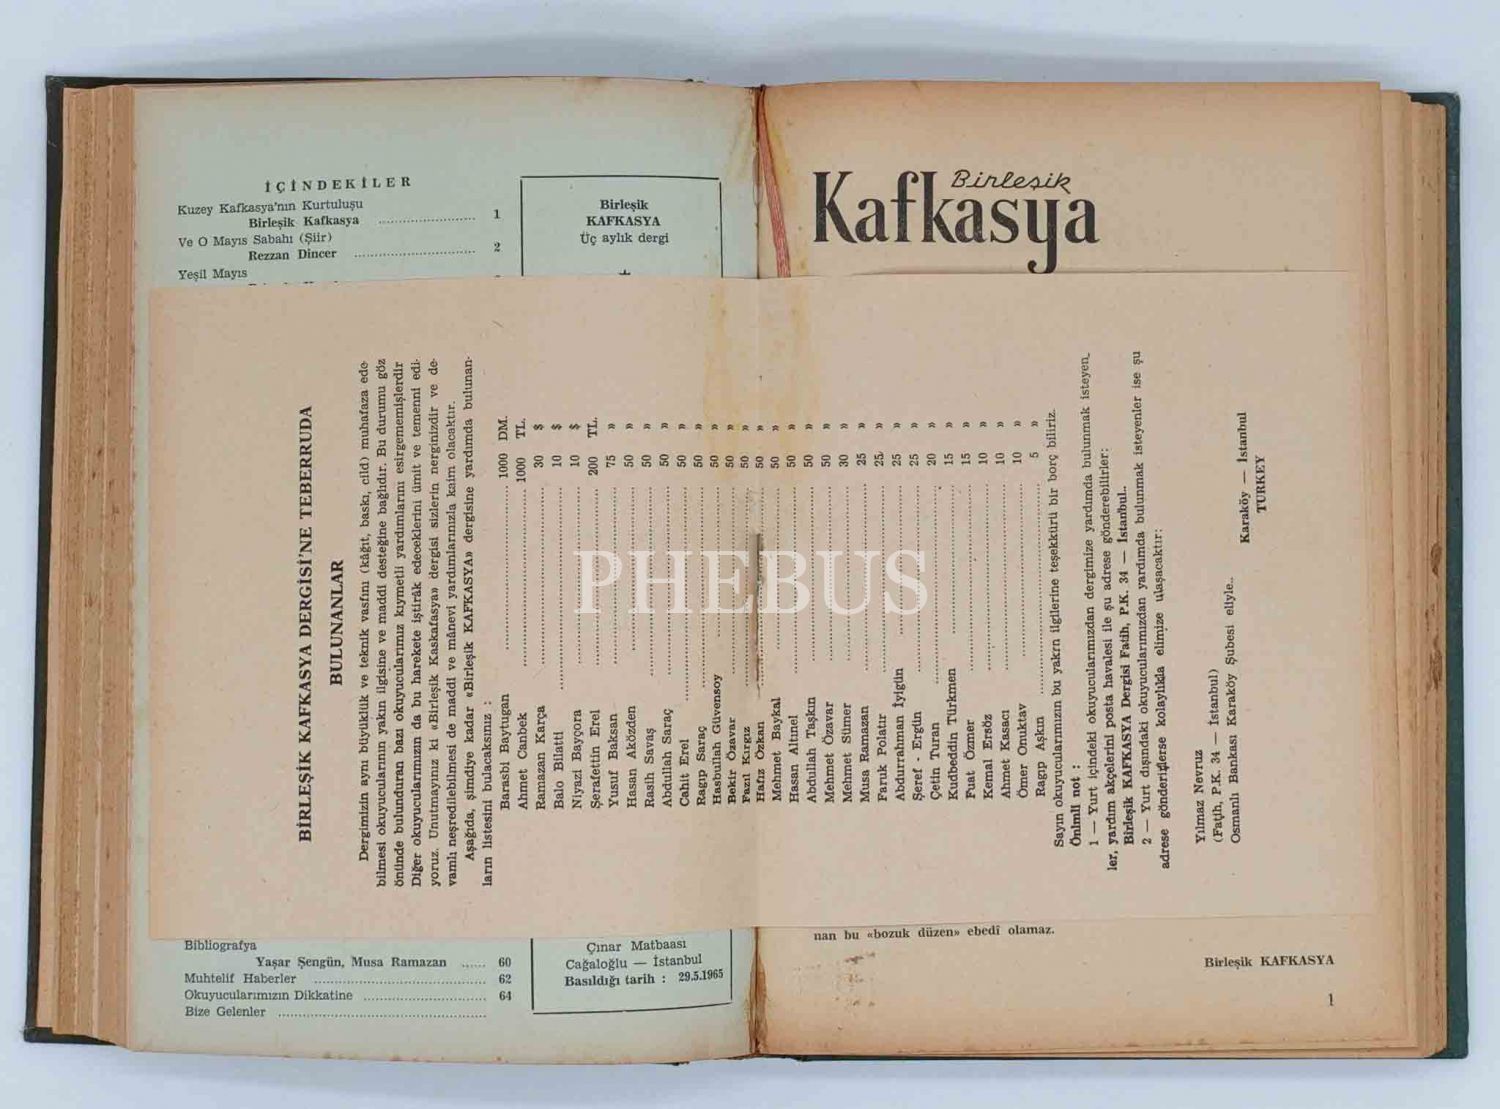 İÇİNDEKİLER
Kuzey Kafkasya'nın Kurtuluşu
Birleşik Kafkasya ........................ 1
Ve O Mayıs Sabahı (Şiir)
Rezzan Dincer .............................. 2
Yeşil Mayıs
Birleşik
KAFKASYA
Üç aylık dergi
Birleşik
Kafkasya
BİRLEŞİK KAFKASYA DERGİSİ'NE TEBERRUDA
BULUNANLAR
Dergimizin aynı büyüklük ve teknik vasfını (kâğıt, baskı, cild) muhafaza ede-
bilmesi okuyucularının yakın ilgisine ve maddî desteğine bağlıdır. Bu durumu göz
önünde bulunduran bazı okuyucularımız kıymetli yardımlarını esirgememişlerdir
Diğer okuyucularımızın da bu harekete iştirâk edeceklerini ümit ve temenni edi-
yoruz. Unutmayınız ki «Birleşik Kaskafasya» dergisi sizlerin nerginizdir ve de-
vamlı neşredilebilmesi de maddî ve mânevi yardımlarınızla kaim olacaktır.
Aşağıda, şimdiye kadar «Birleşik KAFKASYA» dergisine yardımda bulunan-
ların listesini bulacaksınız :
Barasbi Baytugan ........................ 1000 DM.
Ahmet Canbek ........................ 1000 TL.
Ramazan Karça ........................ 30 $
Balo Bilatti ........................ 10 $
Niyazi Bayçora ........................ 10 $
Şerafettin Erel ........................ 200 TL.
Yusuf Baksan ........................ 75 »
Hasan Aközden ........................ 50 »
Rasih Savaş ........................ 50 »
Abdullah Saraç ........................ 50 »
Cahit Erel ........................ 50 »
Ragıp Saraç ........................ 50 »
Hasbullah Güvensoy ........................ 50 »
Bekir Özavar ........................ 50 »
Fazıl Kırgız ........................ 50 »
Hafız Özkan ........................ 50 »
Mehmet Baykal ........................ 50 »
Hasan Altınel ........................ 50 »
Abdullah Taşkın ........................ 50 »
Mehmet Özavar ........................ 50 »
Mehmet Sümer ........................ 30 »
Musa Ramazan ........................ 25 »
Faruk Polatır ........................ 25 »
Abdurrahman İyigün ........................ 25 »
Şeref - Ergün ........................ 25 »
Çetin Turan ........................ 20 »
Kudbeddin Türkmen ........................ 15 »
Fuat Özmer ........................ 15 »
Kemal Ersöz ........................ 10 »
Ahmet Kasacı ........................ 10 »
Ömer Omuktav ........................ 10 »
Ragıp Aşkın ........................ 5 »
Sayın okuyucularımızın bu yakın ilgilerine teşekkürü bir borç biliriz.
Önimli not :
1 — Yurt içindeki okuyucularımızdan dergimize yardımda bulunmak isteyen-
ler, yardım akçelerini posta havalesi ile şu adrese gönderebilirler:
Birleşik KAFKASYA Dergisi Fatih, P.K. 34 — İstanbul..
2 — Yurt dışındaki okuyucularımızdan yardımda bulunmak isteyenler ise şu
adrese gönderirlerse kolaylıkla elimize ulaşacaktır:
Yılmaz Nevruz
(Fatih, P.K. 34 — İstanbul)
Osmanlı Bankası Karaköy Şubesi eliyle..
Karaköy — İstanbul
TURKEY
PHEBUS
Bibliografya
Yaşar Şengün, Musa Ramazan ...... 60
Muhtelif Haberler ........................ 62
Okuyucularımızın Dikkatine ........................ 64
Bize Gelenler ........................
Çınar Matbaası
Cağaloğlu — İstanbul
Basıldığı tarih : 29.5.1965
nan bu «bozuk düzen» ebedî olamaz.
Birleşik KAFKASYA
1